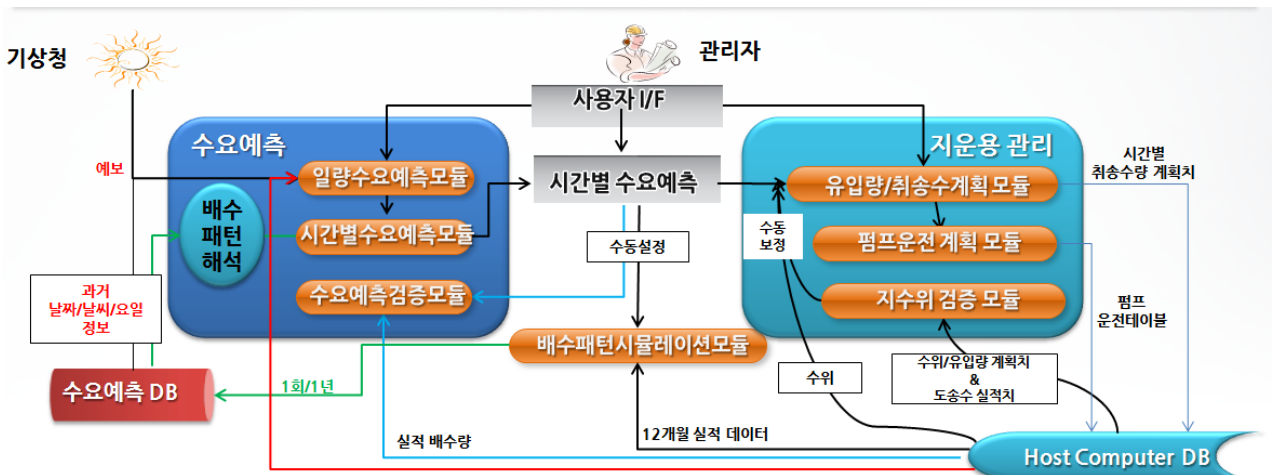 기상청
관리자
사용자 I/F
수요예측
지운용 관리
시간별
취송수량 계획치
예보
일량수요예측모듈
시간별 수요예측
유입량/취송수계획 모듈
배수
패턴
해석
시간별수요예측모듈
수동설정
수동
보정
펌프운전 계획 모듈
과거
날짜/날씨/요일
정보
수요예측검증모듈
지수위 검증 모듈
펌프
운전테이블
배수패턴시뮬레이션모듈
수위
수위/유입량 계획치
&
도송수 실적치
수요예측 DB
1회/1년
실적 배수량
12개월 실적 데이터
Host Computer DB